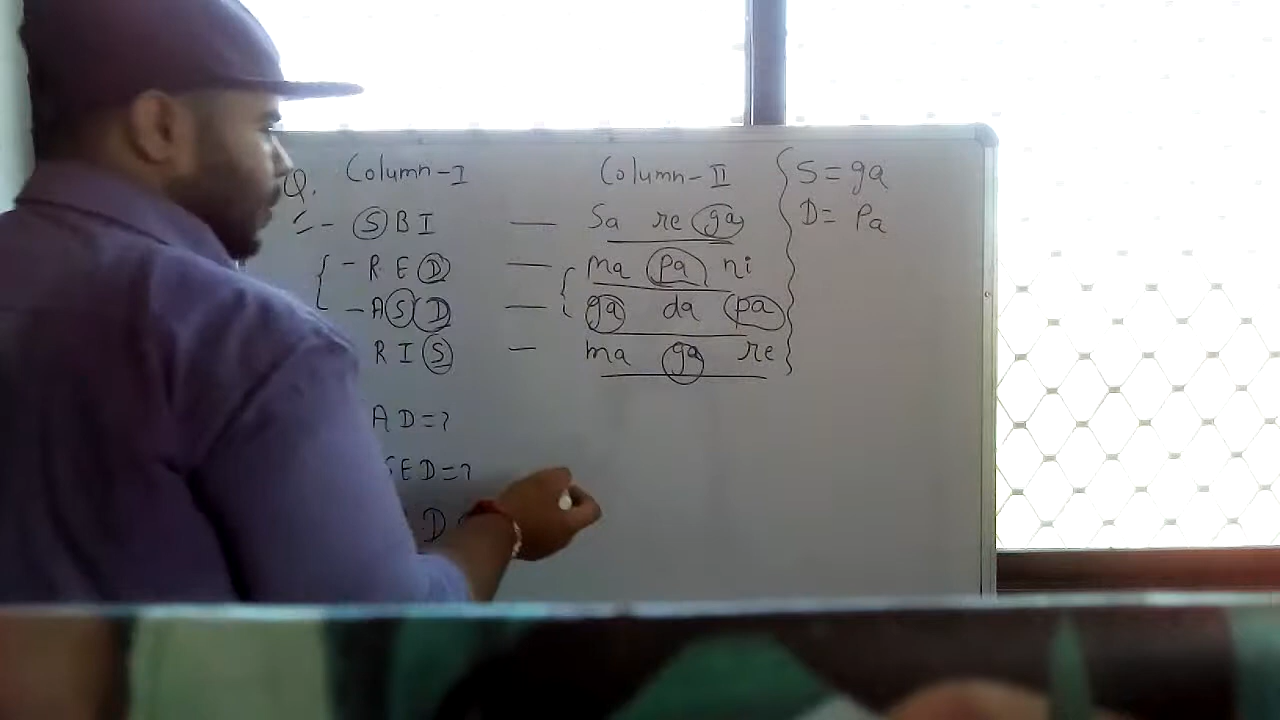 Q. Column-I Column-II S = ga
- SBI — Sa re ga D = Pa
- RED — ma pa ni
- ASD — ga da pa
RIS — ma ga re
AD = ?
SED = ?
D